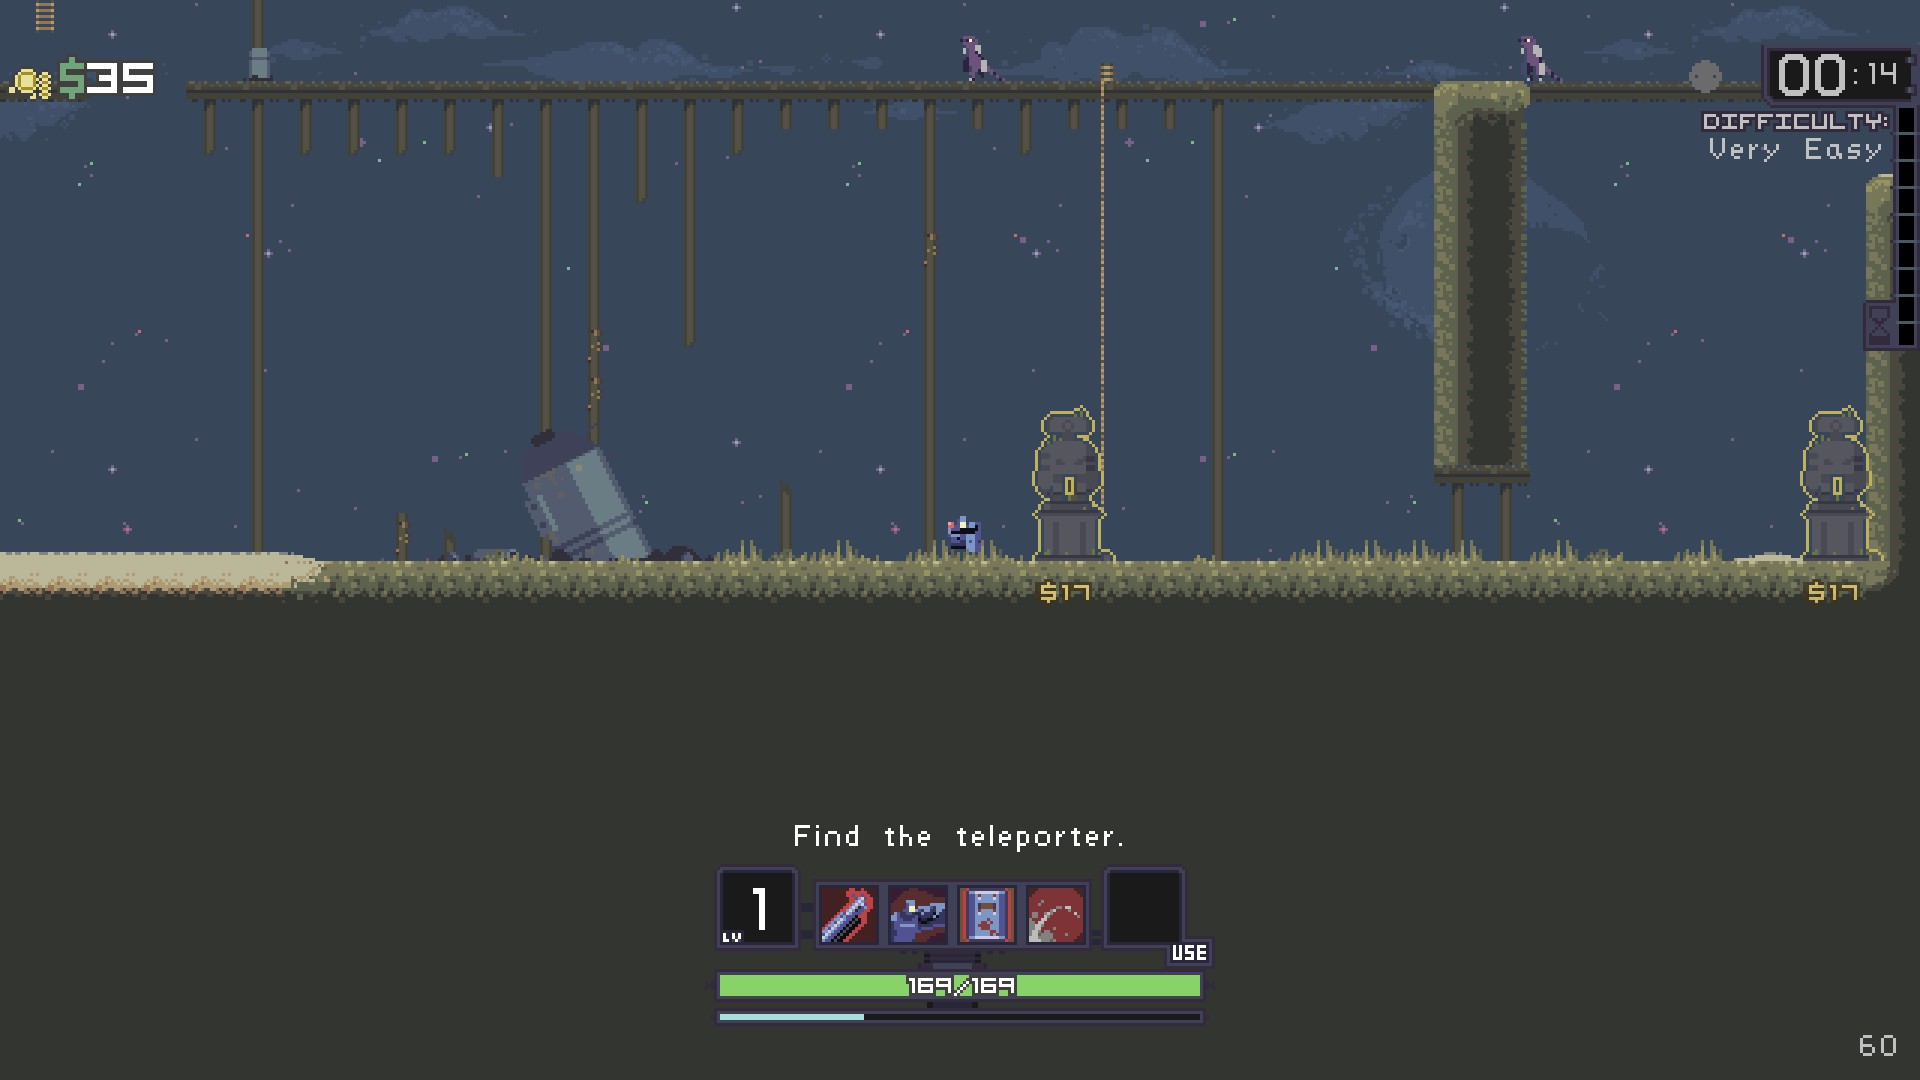 $35
00:14
DIFFICULTY:
Very Easy
$17
$17
Find the teleporter.
1
LV
USE
169/169
60